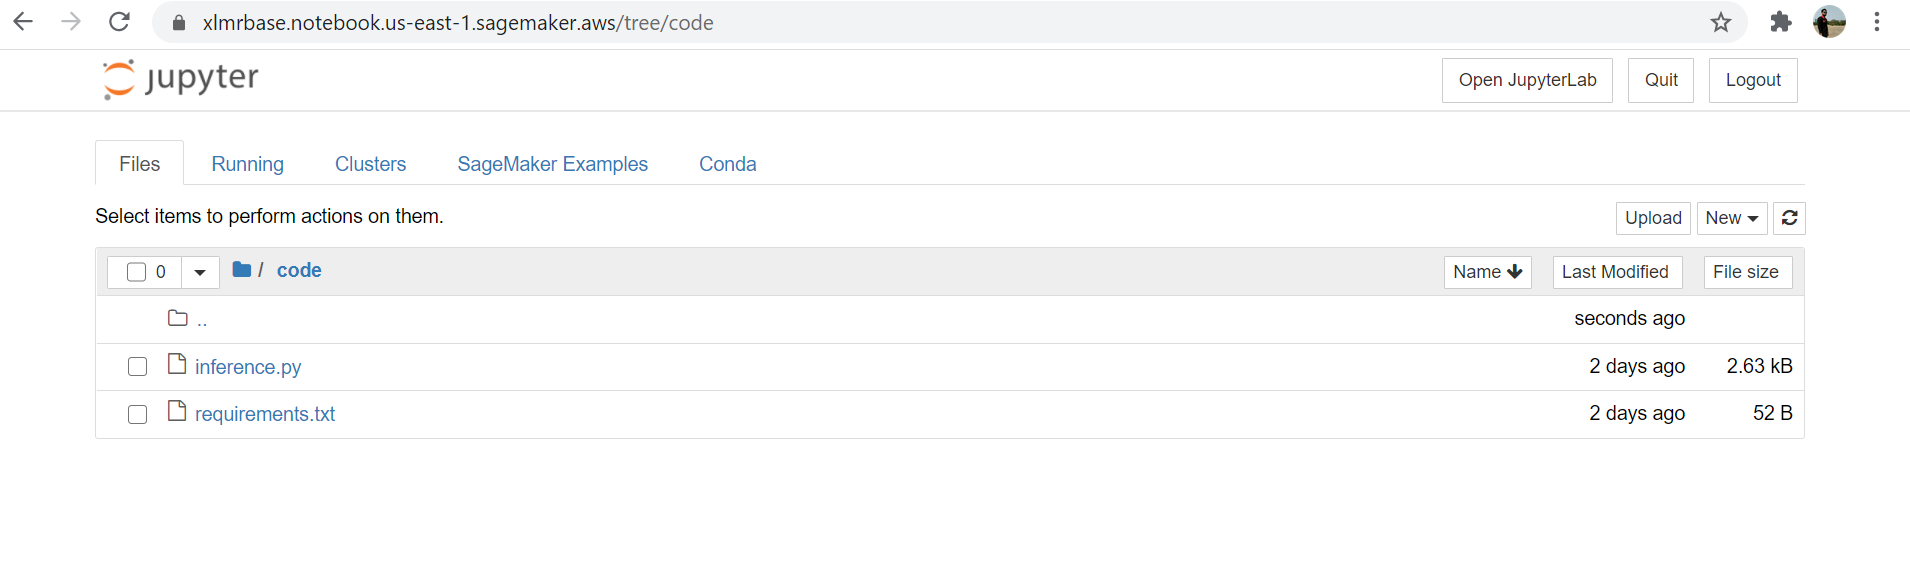 xlmrbase.notebook.us-east-1.sagemaker.aws/tree/code
jupyter
Open JupyterLab Quit Logout
Files Running Clusters SageMaker Examples Conda
Select items to perform actions on them.
Upload New
0 / code Name Last Modified File size
.. seconds ago
inference.py 2 days ago 2.63 kB
requirements.txt 2 days ago 52 B